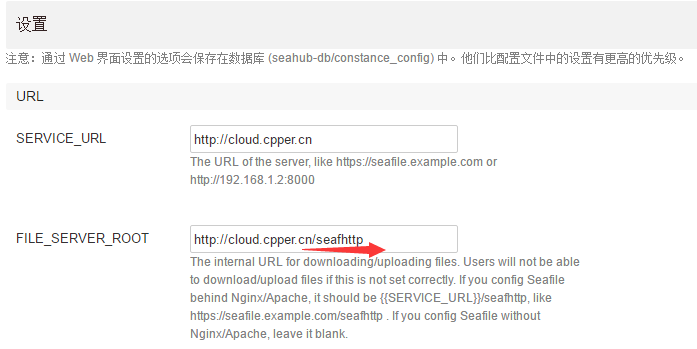 设置
注意：通过 Web 界面设置的选项会保存在数据库 (seahub-db/constance_config) 中。他们比配置文件中的设置有更高的优先级。
URL
SERVICE_URL
http://cloud.cpper.cn
The URL of the server, like https://seafile.example.com or
http://192.168.1.2:8000
FILE_SERVER_ROOT
http://cloud.cpper.cn/seafhttp
The internal URL for downloading/uploading files. Users will not be able
to download/upload files if this is not set correctly. If you config Seafile
behind Nginx/Apache, it should be {{SERVICE_URL}}/seafhttp, like
https://seafile.example.com/seafhttp . If you config Seafile without
Nginx/Apache, leave it blank.